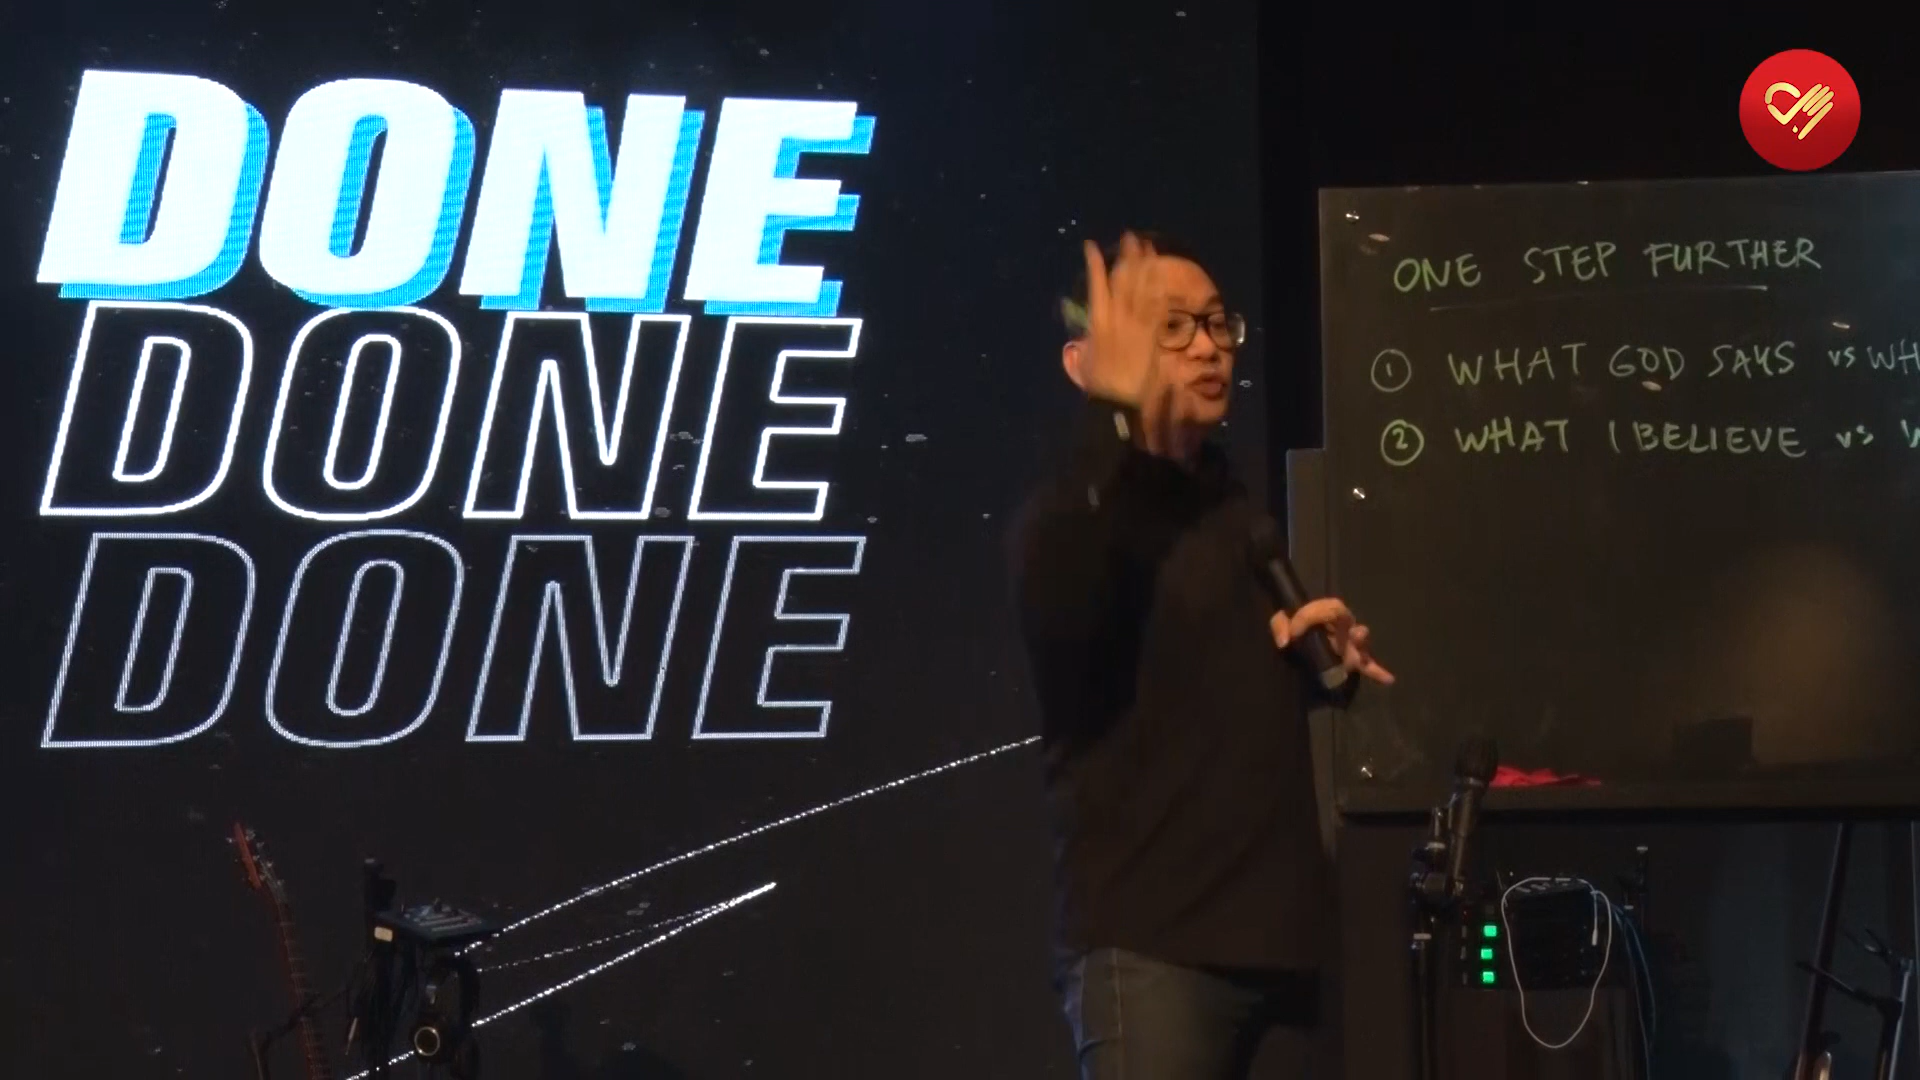 DONE
DONE
DONE
ONE STEP FURTHER
1 WHAT GOD SAYS VS
2 WHAT I BELIEVE VS